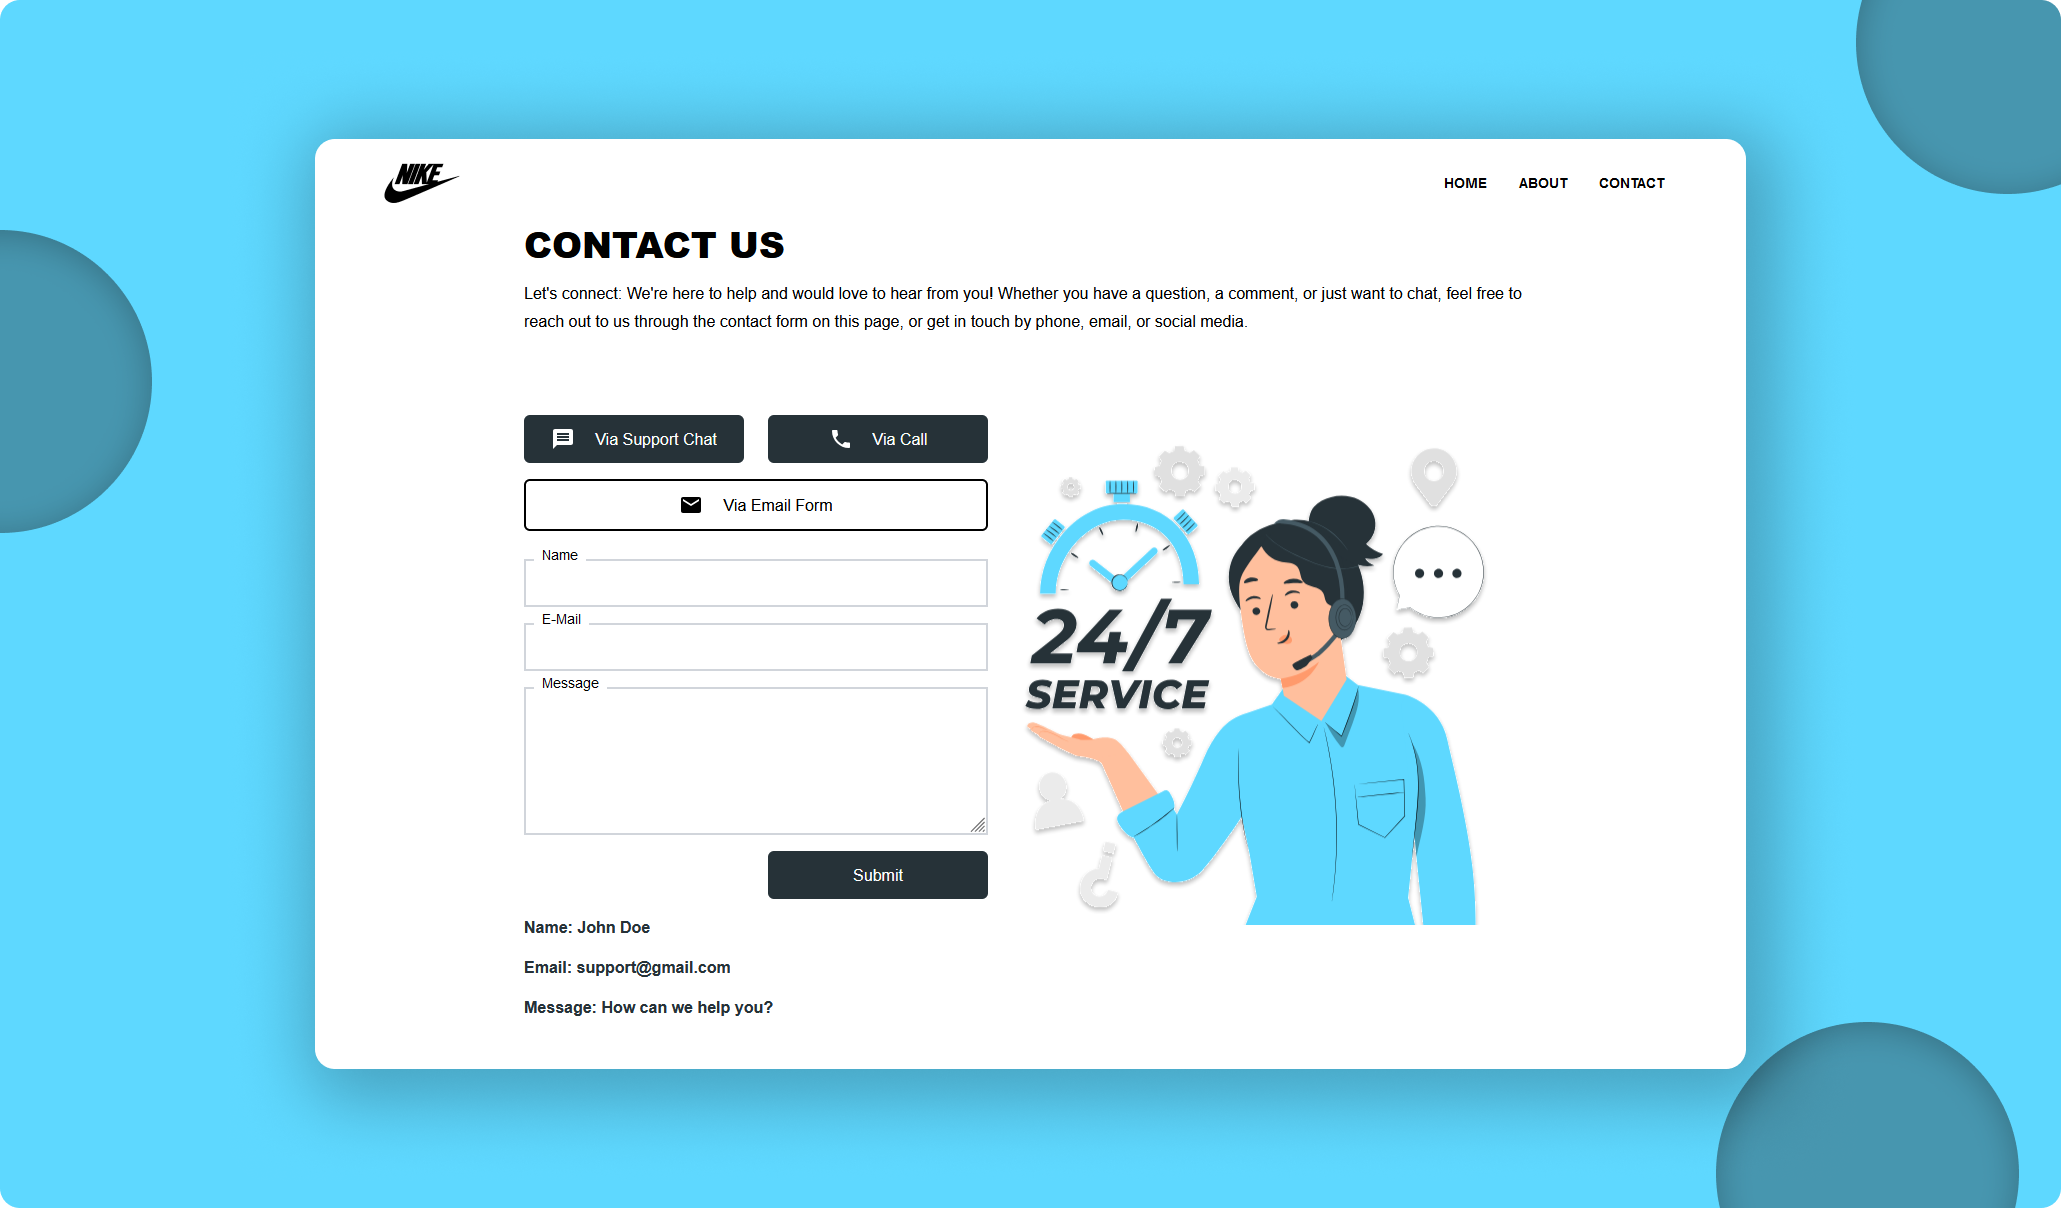 NIKE
HOME ABOUT CONTACT
CONTACT US
Let's connect: We're here to help and would love to hear from you! Whether you have a question, a comment, or just want to chat, feel free to
reach out to us through the contact form on this page, or get in touch by phone, email, or social media.
Via Support Chat Via Call
Via Email Form
Name
E-Mail
Message
Submit
Name: John Doe
Email: support@gmail.com
Message: How can we help you?
24/7
SERVICE